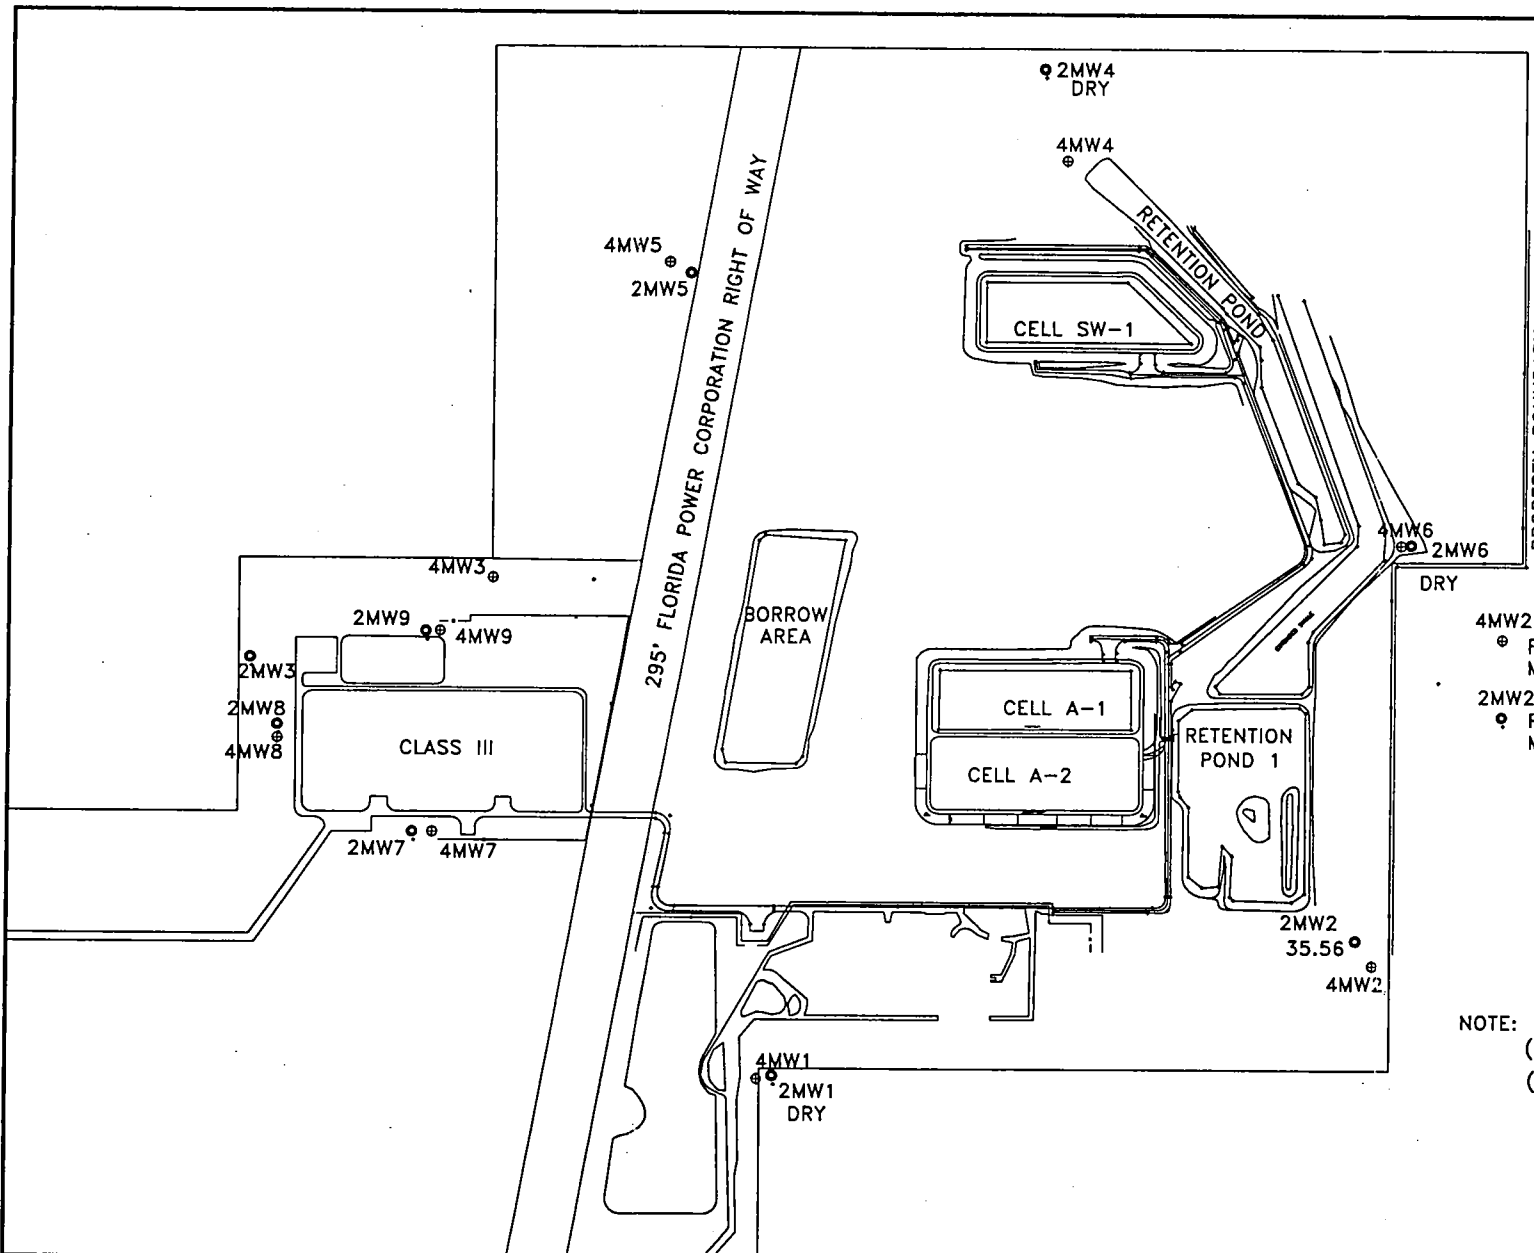 2MW4
DRY
4MW4
RETENTION POND
4MW5
2MW5
295' FLORIDA POWER CORPORATION RIGHT OF WAY
CELL SW-1
4MW6
2MW6
DRY
4MW3
2MW9
4MW9
BORROW
AREA
4MW2
2MW3
2MW8
4MW8
CLASS III
CELL A-1
CELL A-2
RETENTION
POND 1
2MW2
2MW7
4MW7
2MW2
35.56
4MW2
NOTE:
(
(
4MW1
2MW1
DRY